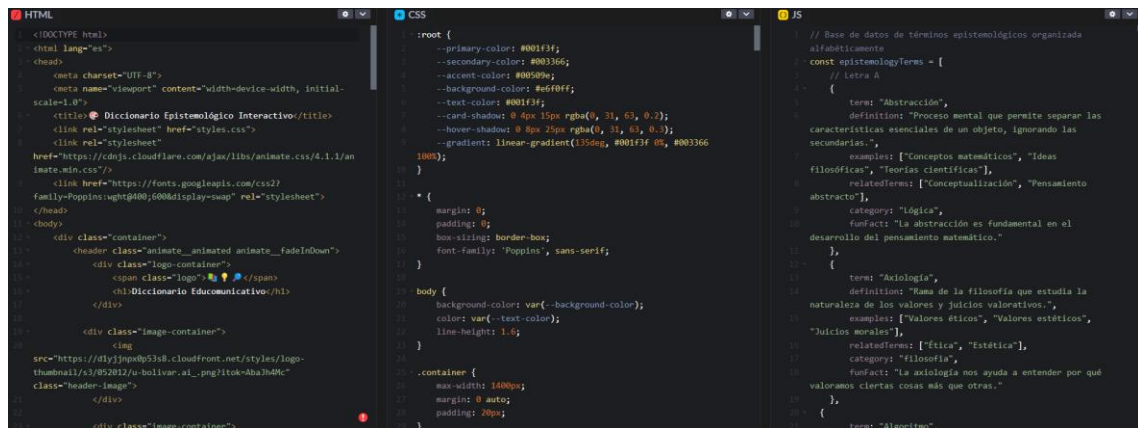 HTML
<!DOCTYPE html>
<html lang="es">
<head>
<meta charset="UTF-8">
<meta name="viewport" content="width=device-width, initial-
scale=1.0">
<title>🎯 Diccionario Epistemológico Interactivo</title>
<link rel="stylesheet" href="styles.css">
<link rel="stylesheet"
href="https://cdnjs.cloudflare.com/ajax/libs/animate.css/4.1.1/an
imate.min.css"/>
<link href="https://fonts.googleapis.com/css2?
family=Poppins:wght@400;600&display=swap" rel="stylesheet">
</head>
<body>
<div class="container">
<header class="animate__animated animate__fadeInDown">
<div class="logo-container">
<span class="logo">📚💡🔎</span>
<h1>Diccionario Educomunicativo</h1>
</div>
<div class="image-container">
<img
src="https://d1yjjnpx0p53s8.cloudfront.net/styles/logo-
thumbnail/s3/052012/u-bolivar.ai_.png?itok=AbaJh4Mc"
class="header-image">
</div>
<div class="image-container">
CSS
:root {
--primary-color: #001f3f;
--secondary-color: #003366;
--accent-color: #00509e;
--background-color: #e6f0ff;
--text-color: #001f3f;
--card-shadow: 0 4px 15px rgba(0, 31, 63, 0.2);
--hover-shadow: 0 8px 25px rgba(0, 31, 63, 0.3);
--gradient: linear-gradient(135deg, #001f3f 0%, #003366
100%);
}
* {
margin: 0;
padding: 0;
box-sizing: border-box;
font-family: 'Poppins', sans-serif;
}
body {
background-color: var(--background-color);
color: var(--text-color);
line-height: 1.6;
}
.container {
max-width: 1400px;
margin: 0 auto;
padding: 20px;
}
JS
// Base de datos de términos epistemológicos organizada
alfabéticamente
const epistemologyTerms = [
// Letra A
{
term: "Abstracción",
definition: "Proceso mental que permite separar las
características esenciales de un objeto, ignorando las
secundarias.",
examples: ["Conceptos matemáticos", "Ideas
filosóficas", "Teorías científicas"],
relatedTerms: ["Conceptualización", "Pensamiento
abstracto"],
category: "Lógica",
funFact: "La abstracción es fundamental en el
desarrollo del pensamiento matemático."
},
{
term: "Axiología",
definition: "Rama de la filosofía que estudia la
naturaleza de los valores y juicios valorativos.",
examples: ["Valores éticos", "Valores estéticos",
"Juicios morales"],
relatedTerms: ["Ética", "Estética"],
category: "filosofía",
funFact: "La axiología nos ayuda a entender por qué
valoramos ciertas cosas más que otras."
},
{
term: "Algoritmo",